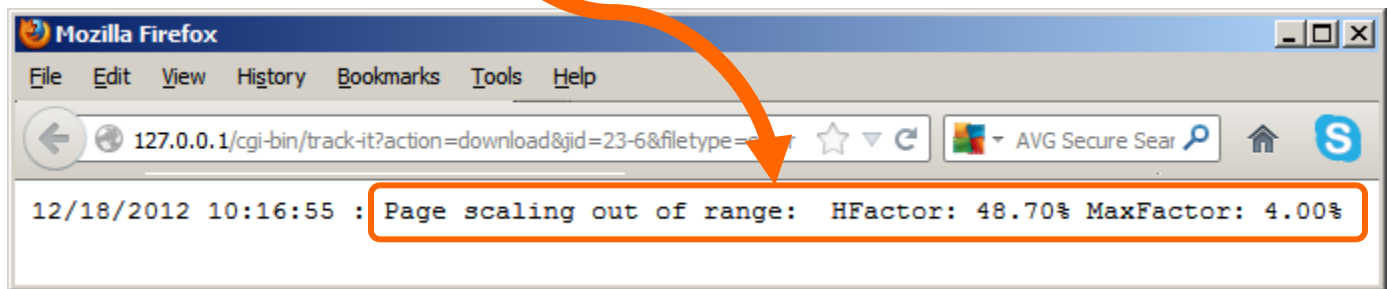 Mozilla Firefox
File Edit View History Bookmarks Tools Help
127.0.0.1/cgi-bin/track-it?action=download&jid=23-6&filetype= AVG Secure Sear
12/18/2012 10:16:55 : Page scaling out of range: HFactor: 48.70% MaxFactor: 4.00%